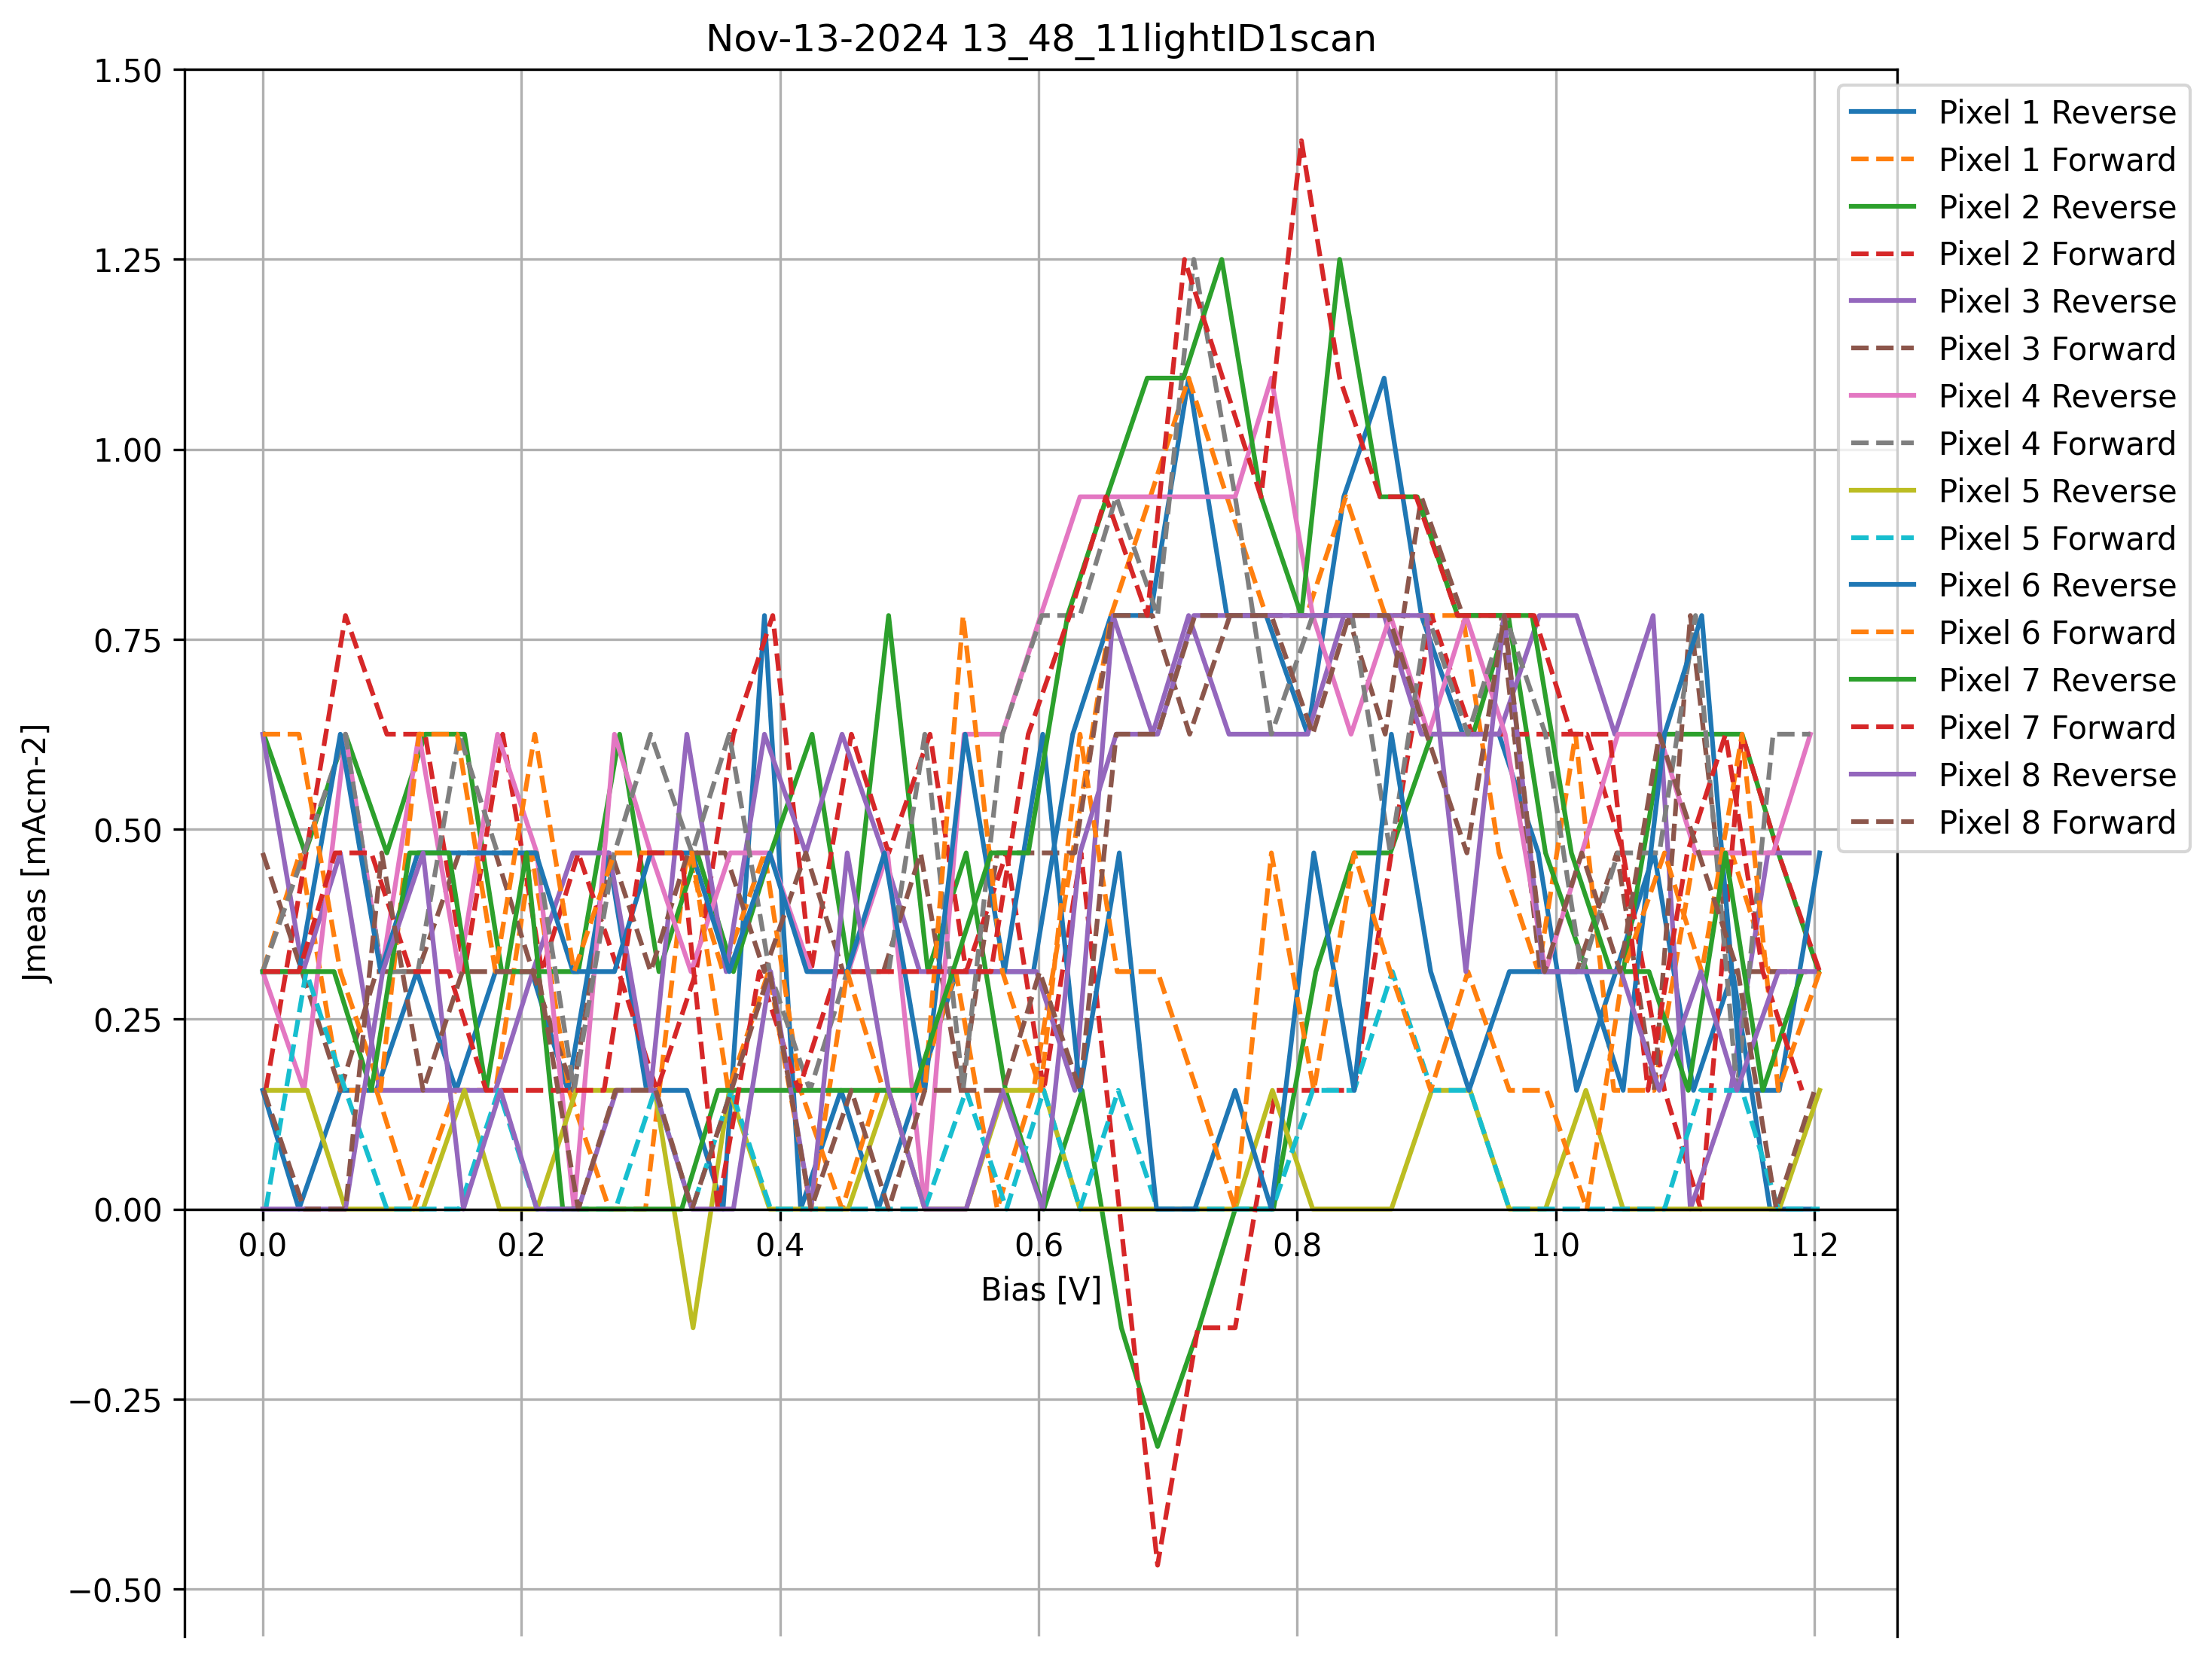 Nov-13-2024 13_48_11lightID1scan
1.50
1.25
1.00
0.75
0.50
0.25
0.00
−0.25
−0.50
Jmeas [mAcm-2]
0.0 0.2 0.4 0.6 0.8 1.0 1.2
Bias [V]
Pixel 1 Reverse
Pixel 1 Forward
Pixel 2 Reverse
Pixel 2 Forward
Pixel 3 Reverse
Pixel 3 Forward
Pixel 4 Reverse
Pixel 4 Forward
Pixel 5 Reverse
Pixel 5 Forward
Pixel 6 Reverse
Pixel 6 Forward
Pixel 7 Reverse
Pixel 7 Forward
Pixel 8 Reverse
Pixel 8 Forward